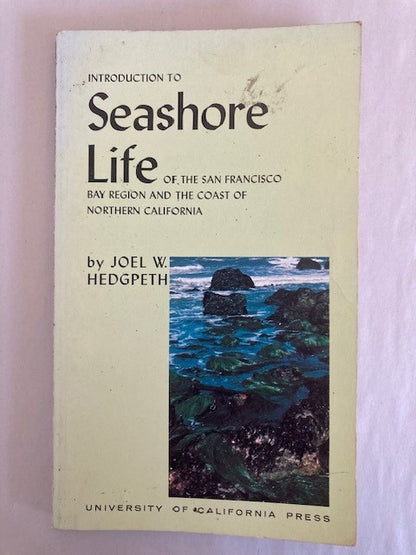 INTRODUCTION TO
Seashore
Life OF THE SAN FRANCISCO
BAY REGION AND THE COAST OF
NORTHERN CALIFORNIA
by JOEL W.
HEDGPETH
UNIVERSITY OF CALIFORNIA PRESS